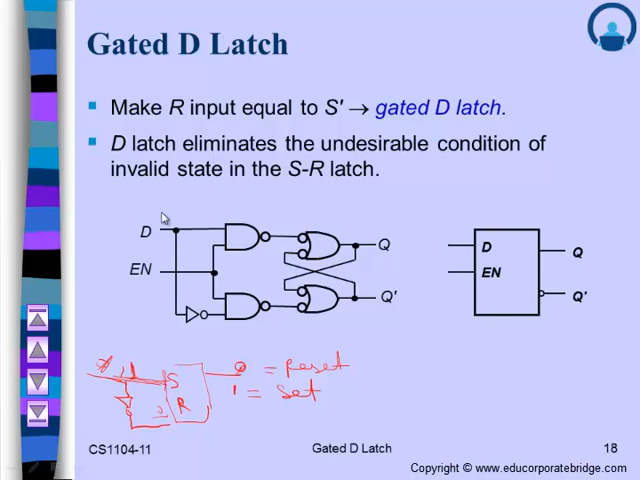 Gated D Latch
Make R input equal to S' → gated D latch.
D latch eliminates the undesirable condition of
invalid state in the S-R latch.
D
EN
Q
Q'
D
EN
Q
Q'
S
R
0 = Reset
1 = Set
CS1104-11
Gated D Latch
18
Copyright © www.educorporatebridge.com